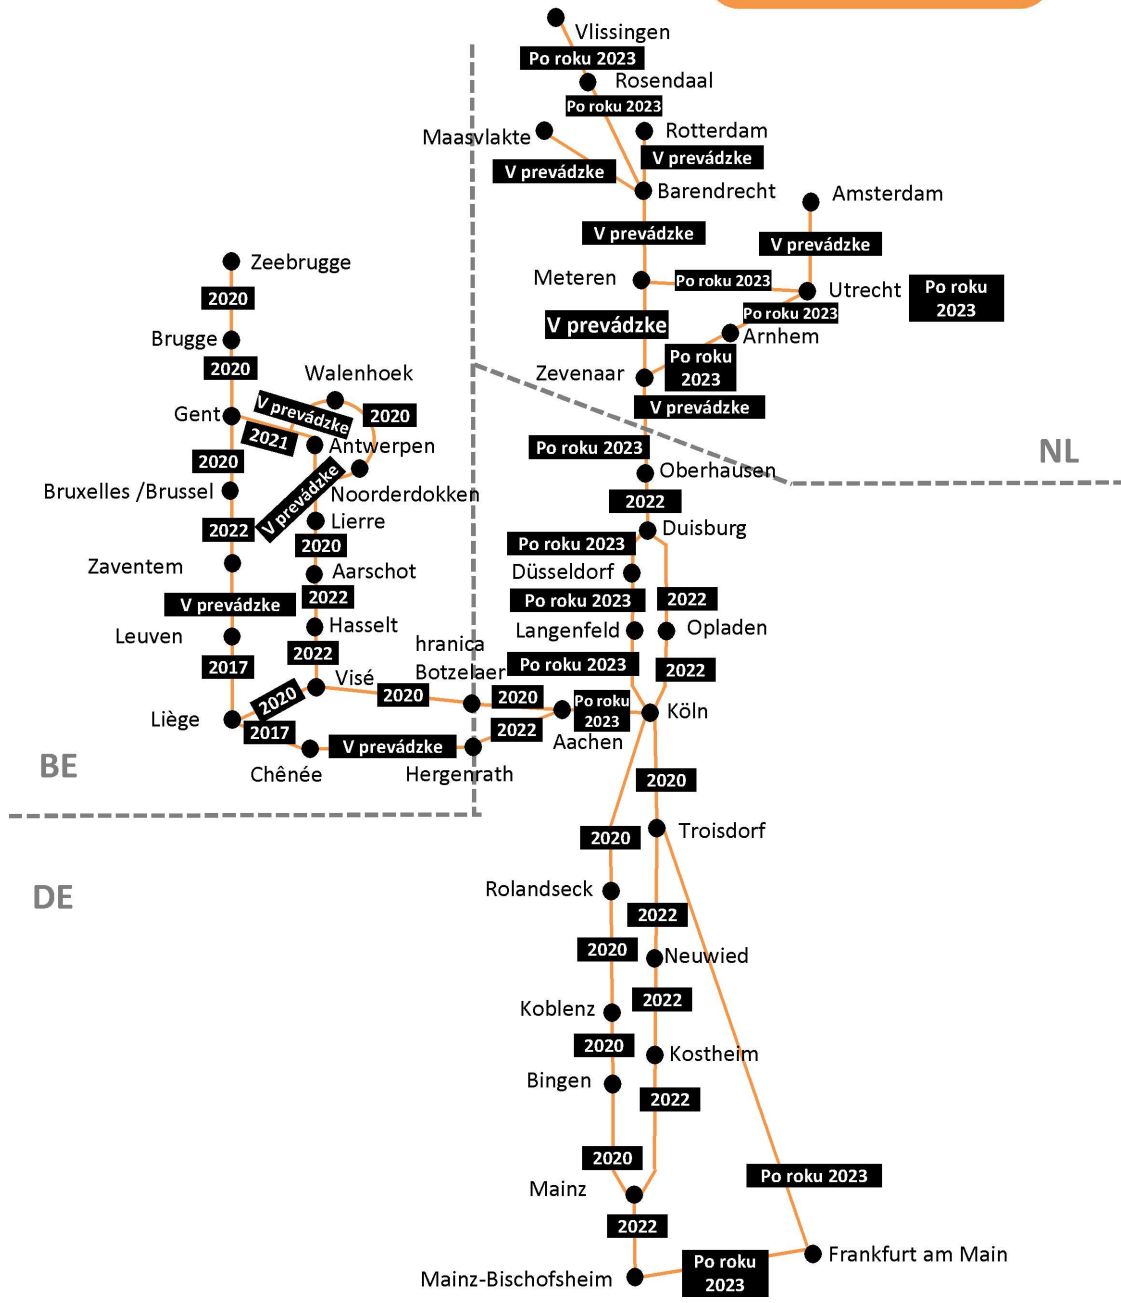 Vlissingen
Po roku 2023
Rosendaal
Po roku 2023
Maasvlakte
Rotterdam
V prevádzke
V prevádzke
Barendrecht
Amsterdam
V prevádzke
V prevádzke
Zeebrugge
Meteren
Po roku 2023
Utrecht
Po roku
2023
2020
Po roku 2023
V prevádzke
Arnhem
Brugge
Po roku
2023
2020
Walenhoek
Zevenaar
V prevádzke
V prevádzke
2020
Gent
2021
Antwerpen
Po roku 2023
NL
2020
V prevádzke
Oberhausen
Bruxelles /Brussel
Noorderdokken
2022
Lierre
2022
Duisburg
2020
Po roku 2023
Zaventem
Aarschot
Düsseldorf
V prevádzke
2022
Po roku 2023
2022
Leuven
Hasselt
Langenfeld
Opladen
hranica
Botzelaer
2017
2022
Po roku 2023
2022
Visé
2020
2020
2020
Po roku
2023
Liège
2017
2022
Aachen
Köln
V prevádzke
BE
Chênée
Hergenrath
2020
2020
Troisdorf
DE
Rolandseck
2022
2020
Neuwied
2022
Koblenz
2020
Kostheim
Bingen
2022
2020
Po roku 2023
Mainz
2022
Frankfurt am Main
Po roku
2023
Mainz-Bischofsheim